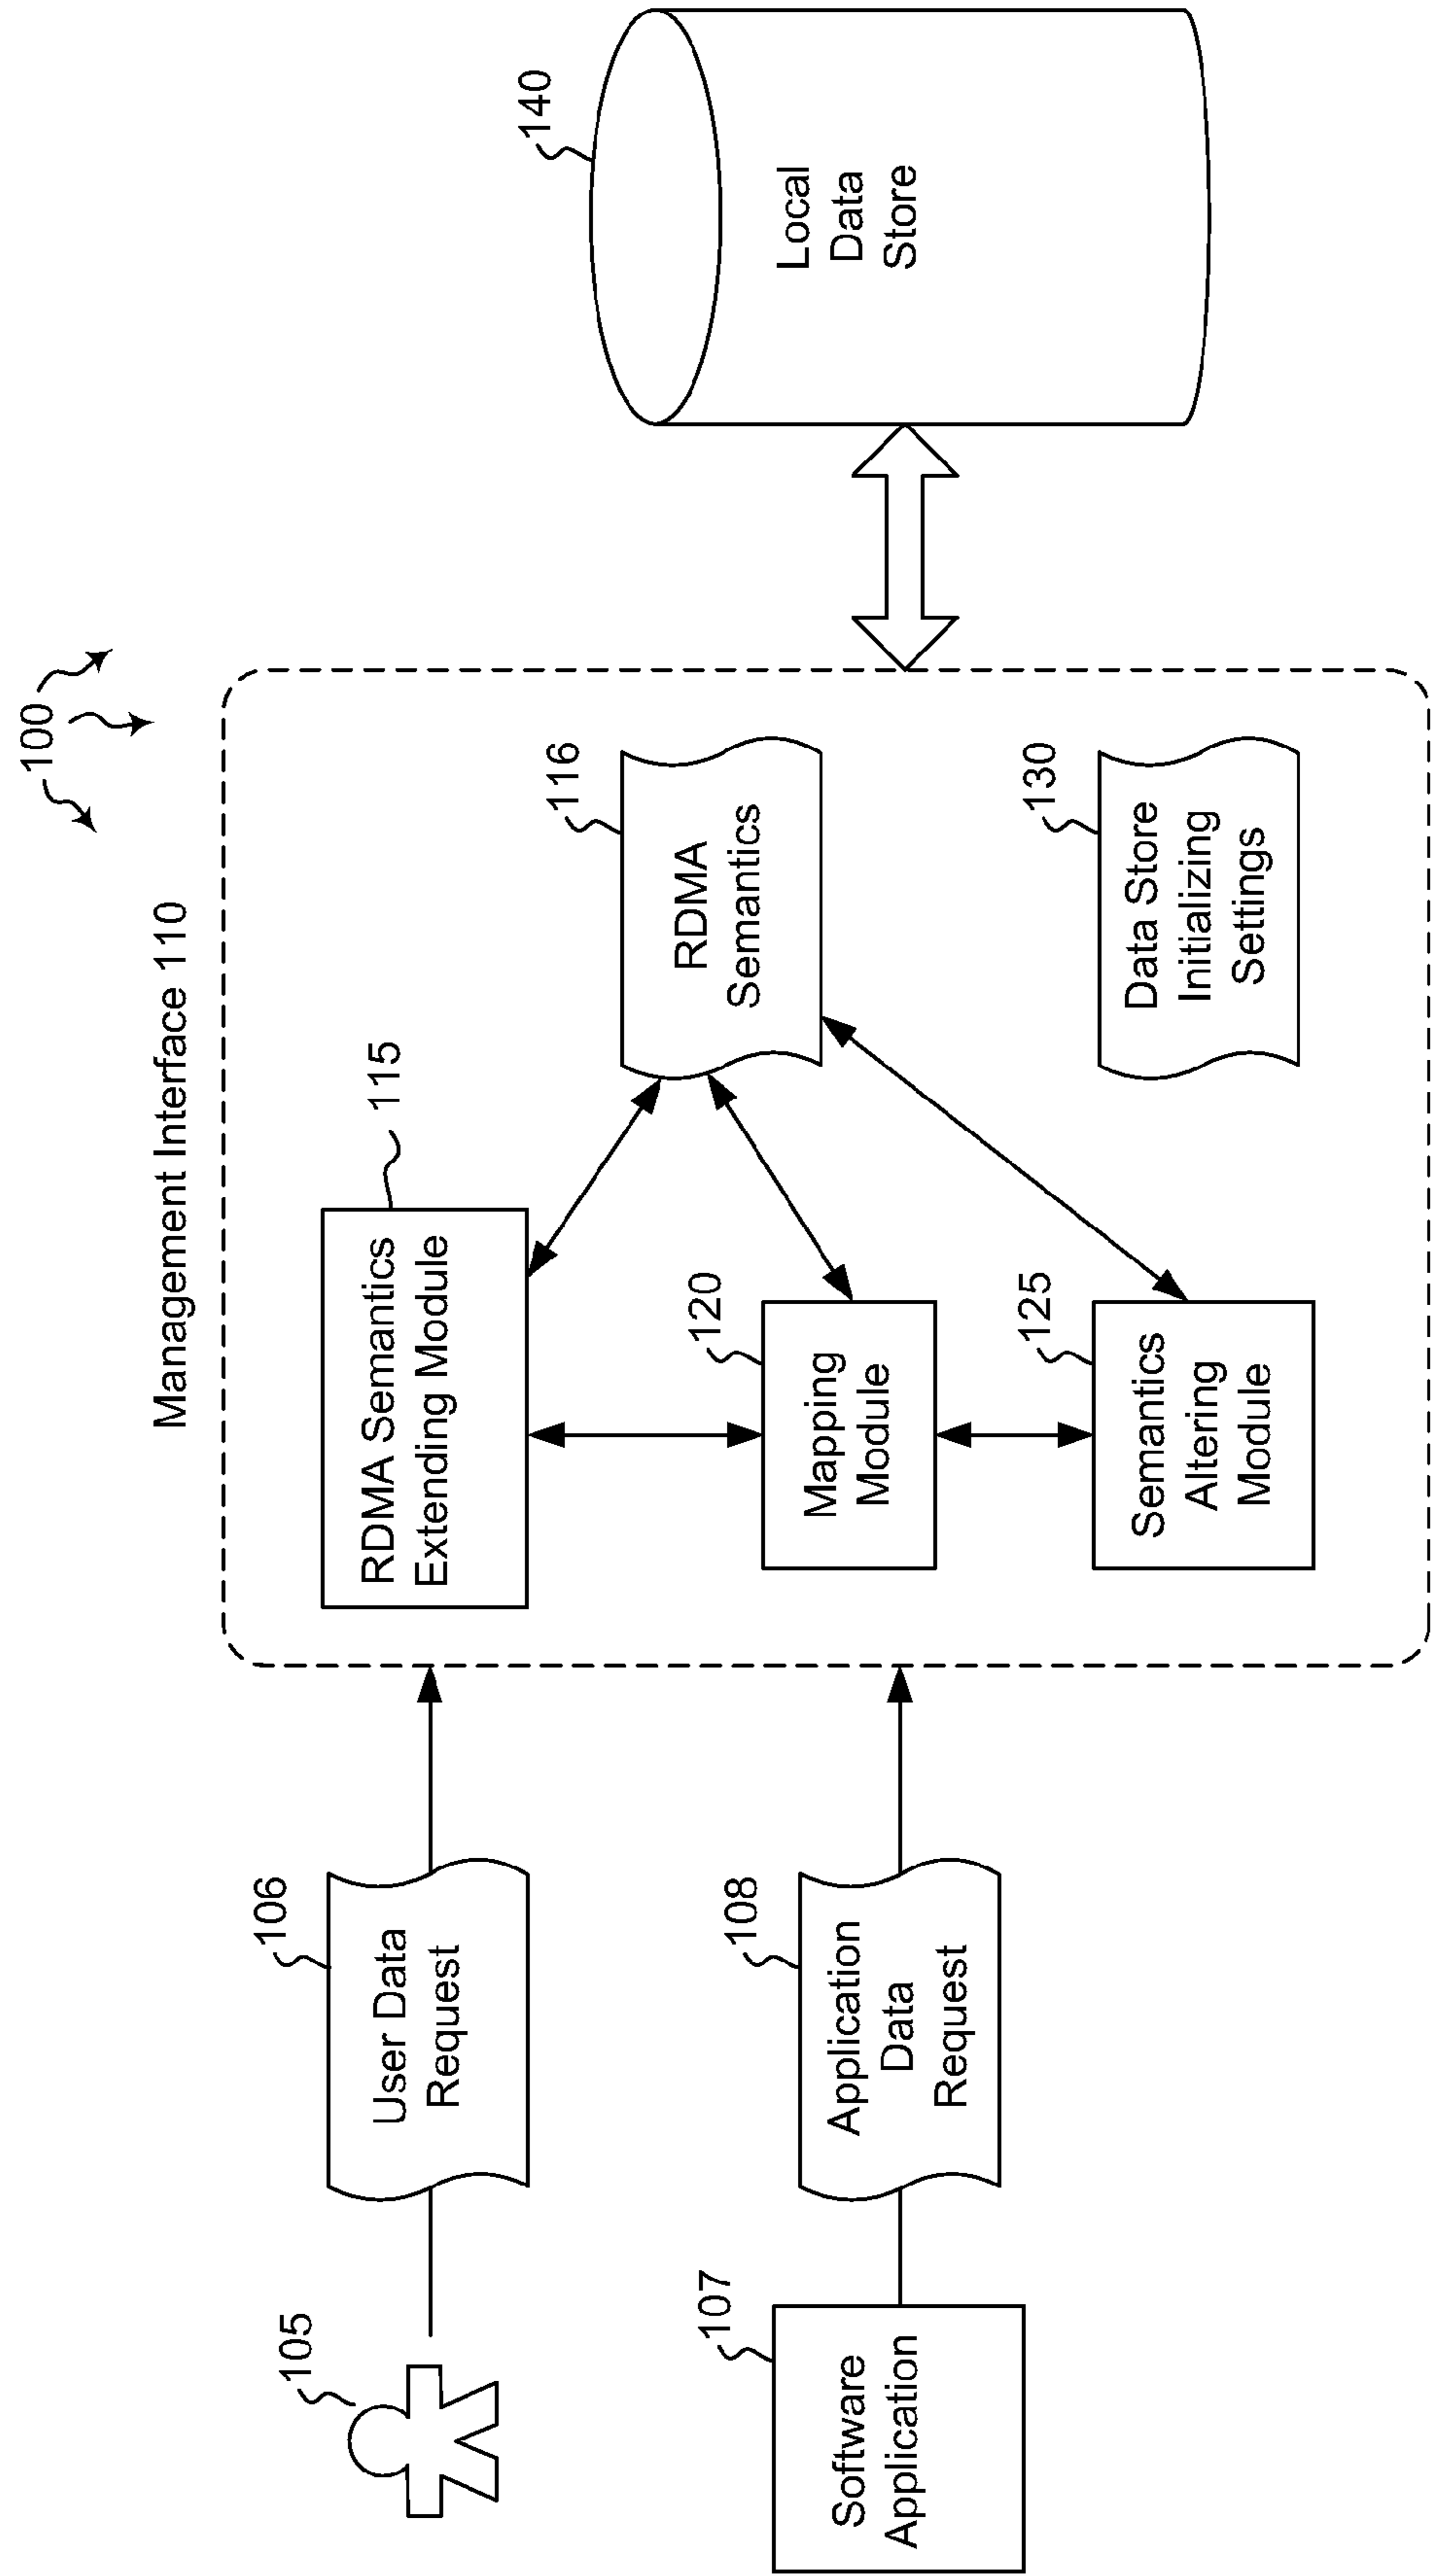 100
Management Interface 110
105
106
User Data
Request
107
Software
Application
108
Application
Data
Request
115
RDMA Semantics
Extending Module
116
RDMA
Semantics
120
Mapping
Module
125
Semantics
Altering
Module
130
Data Store
Initializing
Settings
140
Local
Data
Store